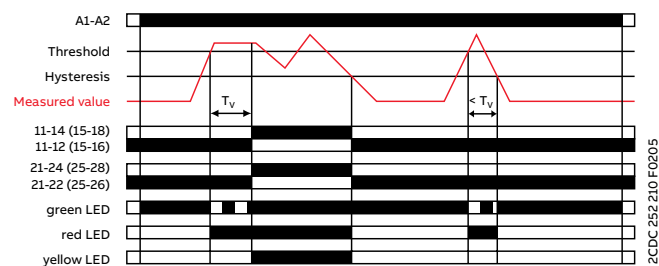 A1-A2
Threshold
Hysteresis
Measured value
Tv
< Tv
11-14 (15-18)
11-12 (15-16)
21-24 (25-28)
21-22 (25-26)
green LED
red LED
yellow LED
2CDC 252 210 F0205